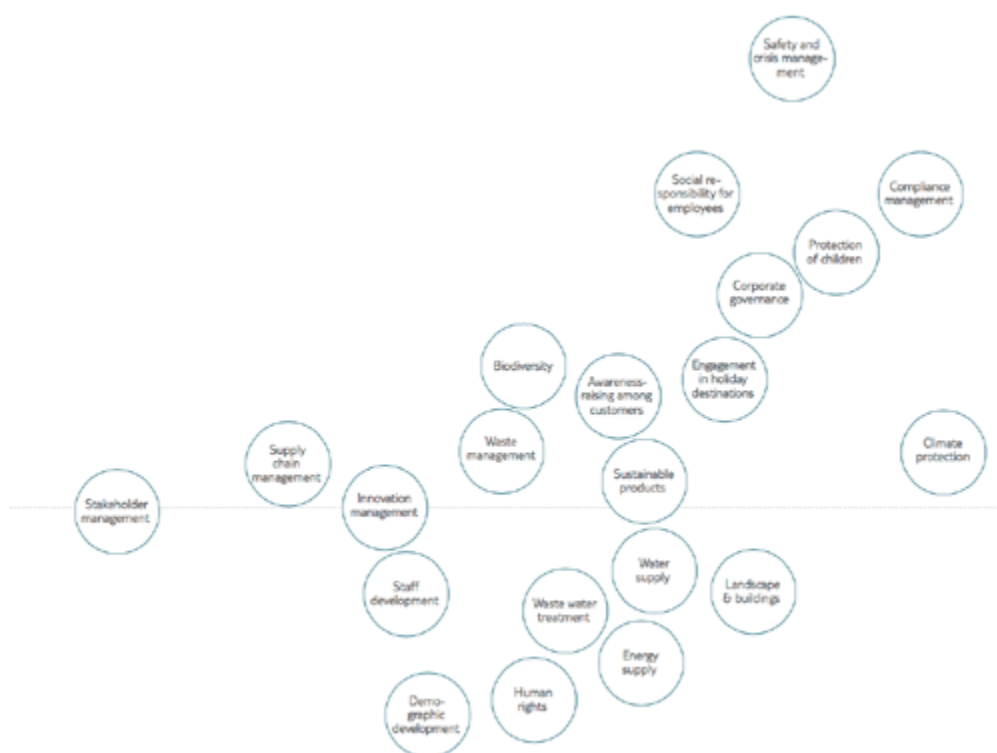 Safety and
crisis manage-
ment
Social re-
sponsibility for
employees
Compliance
management
Protection
of children
Corporate
governance
Biodiversity
Awareness-
raising among
customers
Engagement
in holiday
destinations
Waste
management
Supply
chain
management
Climate
protection
Sustainable
products
Innovation
management
Stakeholder
management
Water
supply
Staff
development
Landscape
& buildings
Waste water
treatment
Energy
supply
Human
rights
Demo-
graphic
development